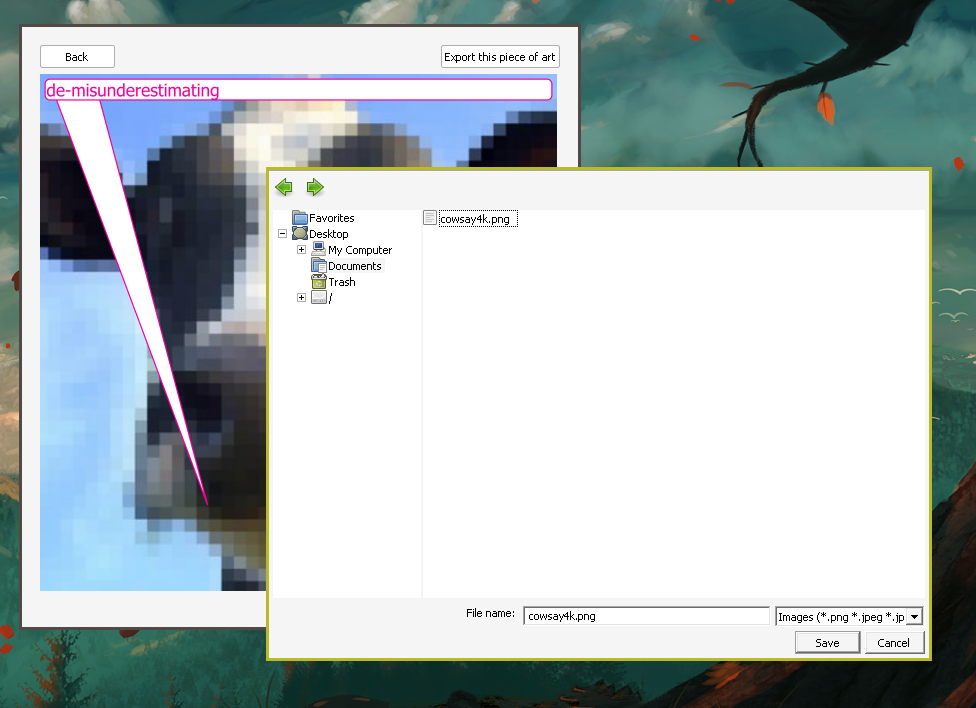 Back
Export this piece of art
de-misunderestimating
Favorites
Desktop
My Computer
Documents
Trash
/
cowsay4k.png
File name:
cowsay4k.png
Images (*.png *.jpeg *.jp
Save
Cancel